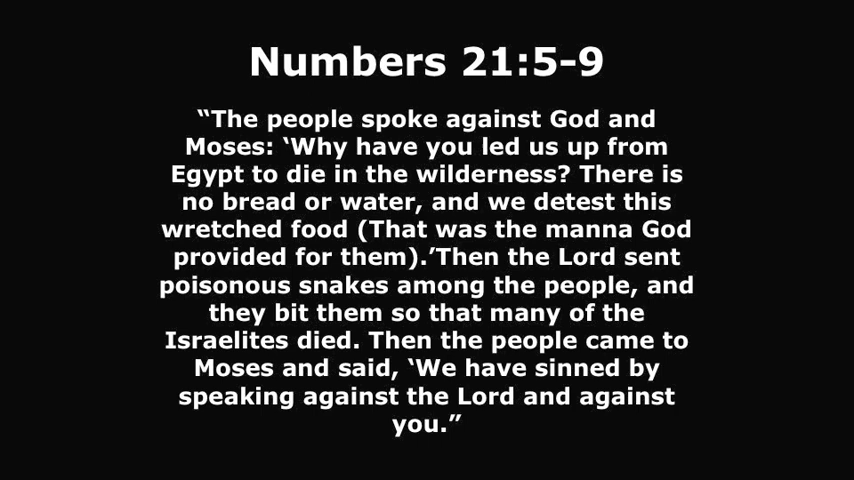 Numbers 21:5-9
“The people spoke against God and
Moses: ‘Why have you led us up from
Egypt to die in the wilderness? There is
no bread or water, and we detest this
wretched food (That was the manna God
provided for them).’Then the Lord sent
poisonous snakes among the people, and
they bit them so that many of the
Israelites died. Then the people came to
Moses and said, ‘We have sinned by
speaking against the Lord and against
you.”